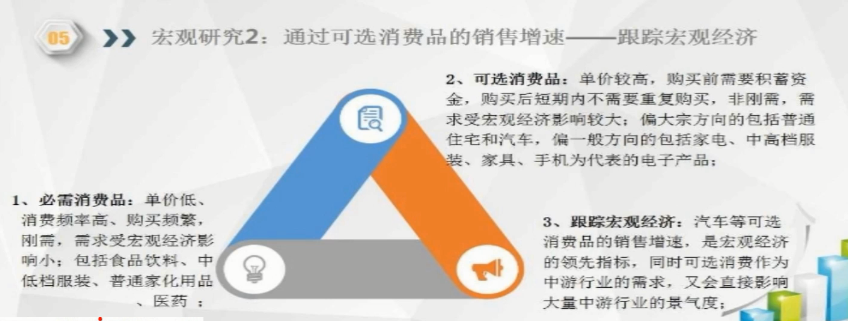 05
宏观研究2：通过可选消费品的销售增速——跟踪宏观经济
2、可选消费品：单价较高，购买前需要积蓄资
金，购买后短期内不需要重复购买，非刚需，需
求受宏观经济影响较大；偏大宗方向的包括普通
住宅和汽车，偏一般方向的包括家电、中高档服
装、家具、手机为代表的电子产品；
1、必需消费品：单价低、
消费频率高、购买频繁，
刚需，需求受宏观经济影
响小；包括食品饮料、中
低档服装、普通家化用品
、医药；
3、跟踪宏观经济：汽车等可选
消费品的销售增速，是宏观经济
的领先指标，同时可选消费作为
中游行业的需求，又会直接影响
大量中游行业的景气度；